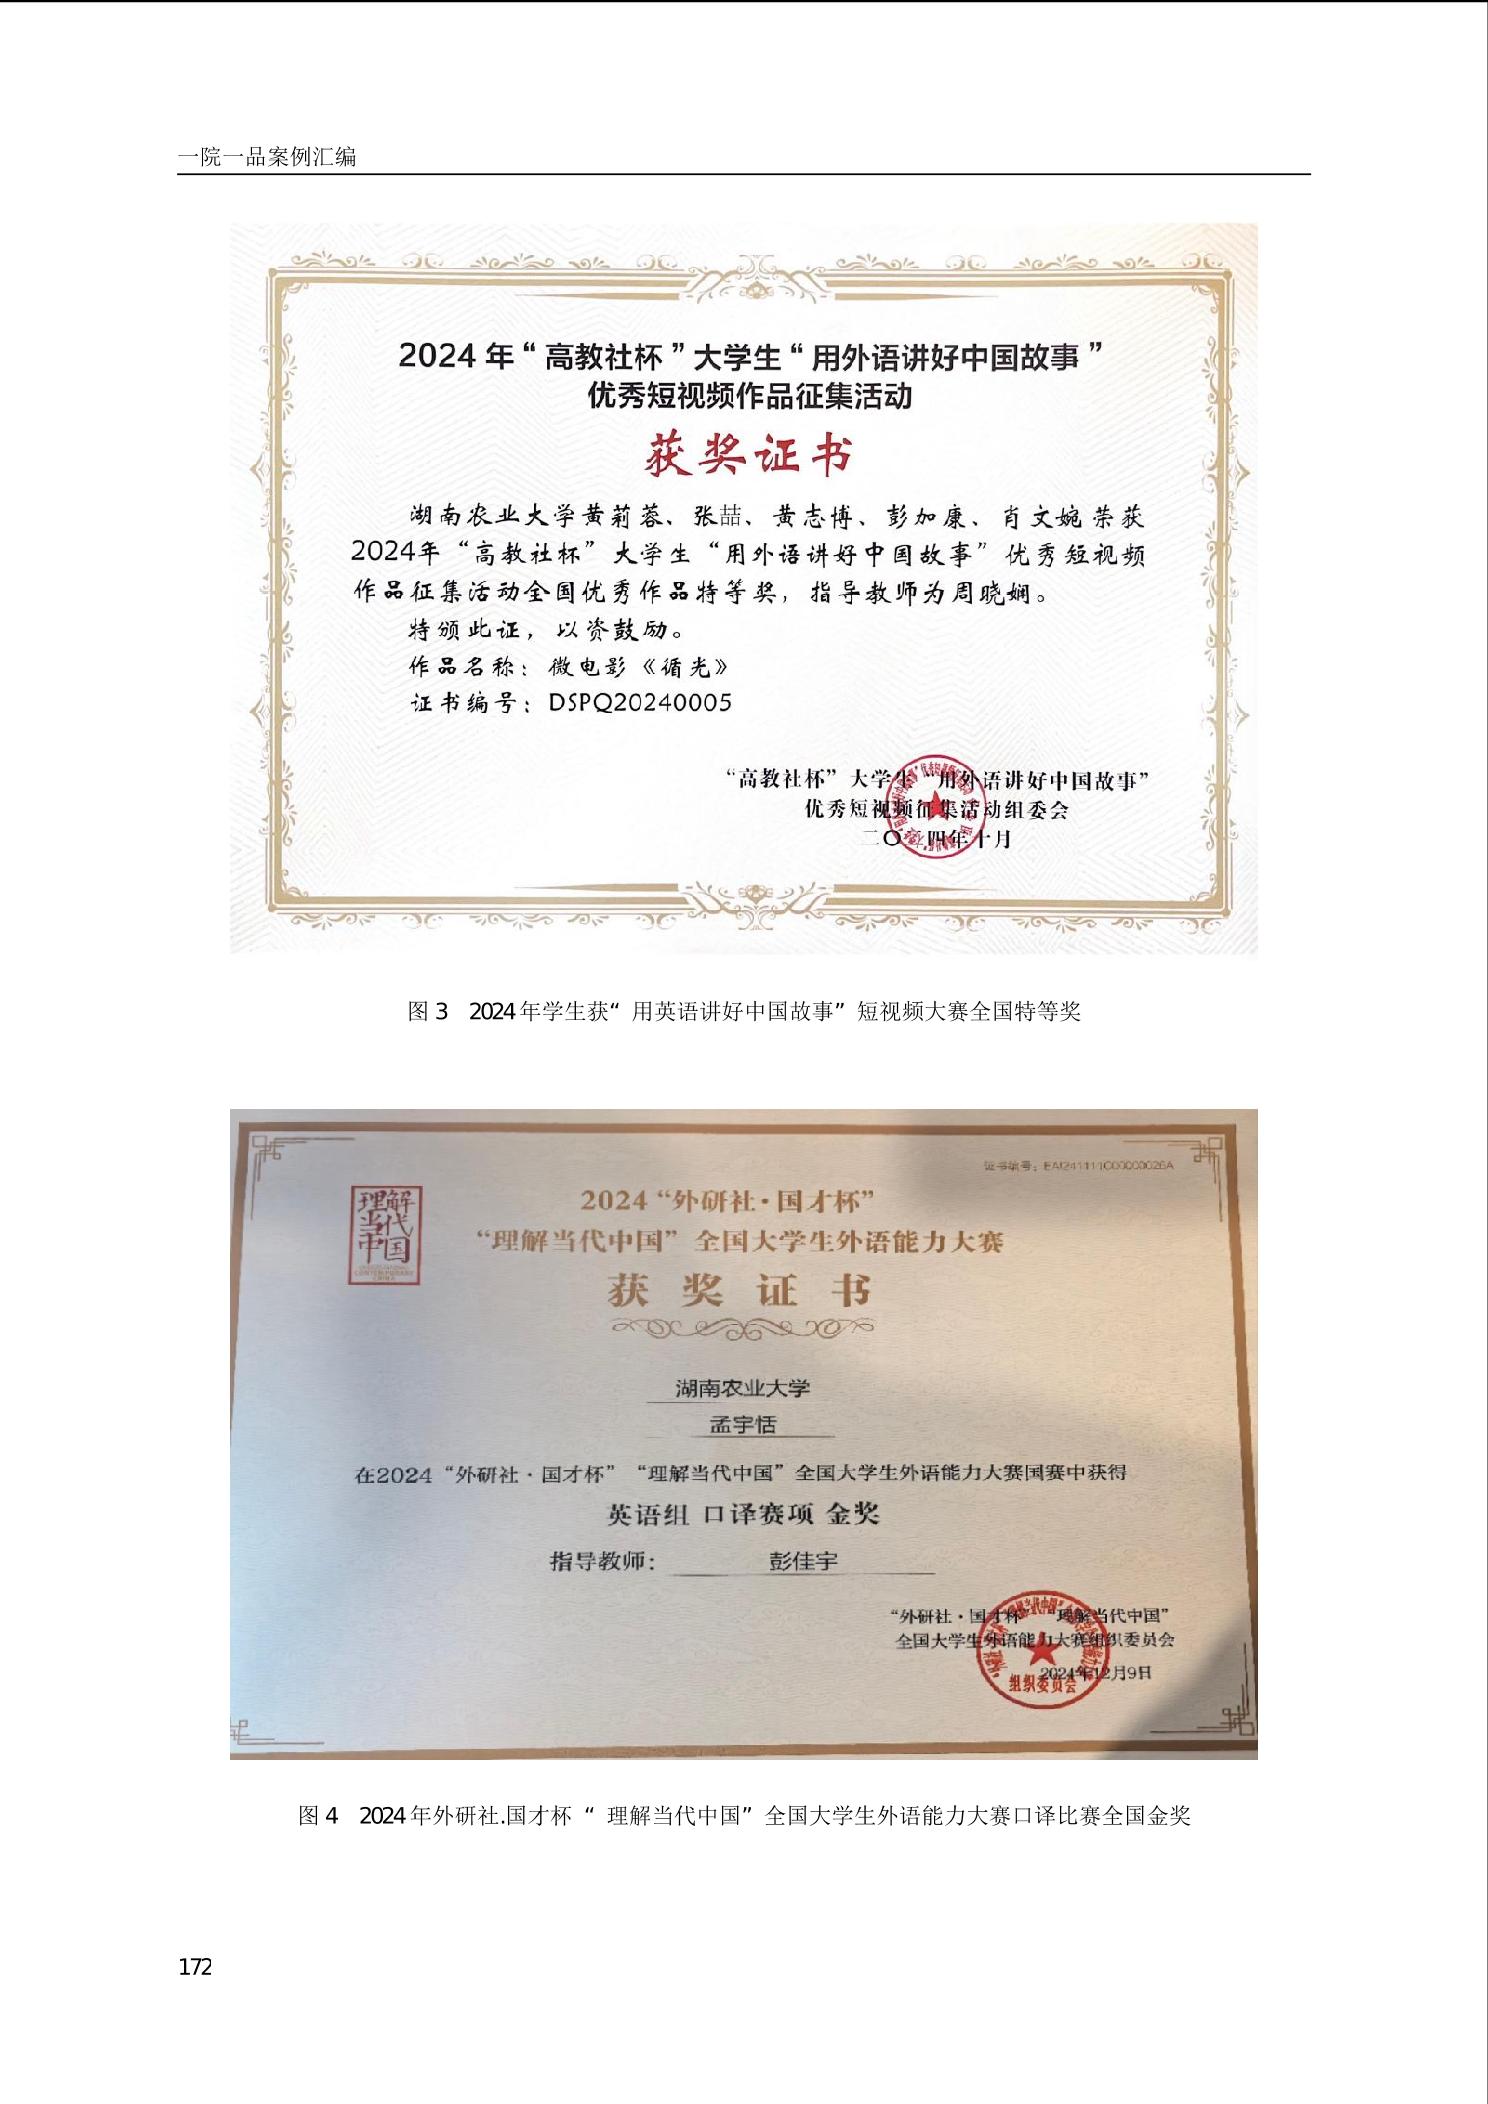 一院一品案例汇编
2024 年“高教社杯”大学生“用外语讲好中国故事”
优秀短视频作品征集活动
获奖证书
湖南农业大学黄莉蓉、张喆、黄志博、彭加康、肖文婉荣获
2024年“高教社杯”大学生“用外语讲好中国故事”优秀短视频
作品征集活动全国优秀作品特等奖，指导教师为周晓娴。
特颁此证，以资鼓励。
作品名称：微电影《循光》
证书编号：DSPQ20240005
“高教社杯”大学生“用外语讲好中国故事”
优秀短视频征集活动组委会
二〇二四年十月
图 3 2024 年学生获“ 用英语讲好中国故事” 短视频大赛全国特等奖
证书编号：EAI241111C00000026A
理解
当代
中国
2024“外研社·国才杯”
“理解当代中国”全国大学生外语能力大赛
获奖证书
湖南农业大学
孟宇恬
在2024“外研社·国才杯”“理解当代中国”全国大学生外语能力大赛国赛中获得
英语组 口译赛项 金奖
指导教师： 彭佳宇
“外研社·国才杯”“理解当代中国”
全国大学生外语能力大赛组织委员会
2024年12月9日
组织委员会
图 4 2024 年外研社.国才杯 “ 理解当代中国” 全国大学生外语能力大赛口译比赛全国金奖
172